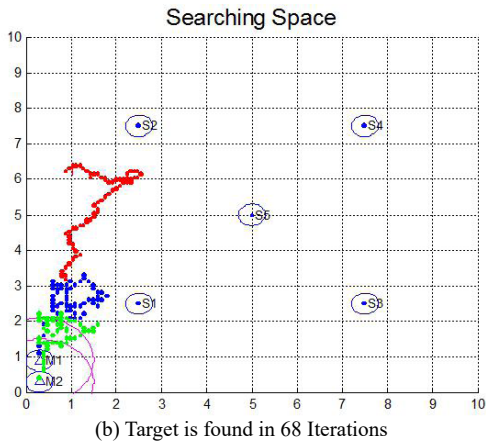 Searching Space
10
9
8
7
6
5
4
3
2
1
0
S2
S4
S5
S1
S3
M1
M2
0 1 2 3 4 5 6 7 8 9 10
(b) Target is found in 68 Iterations